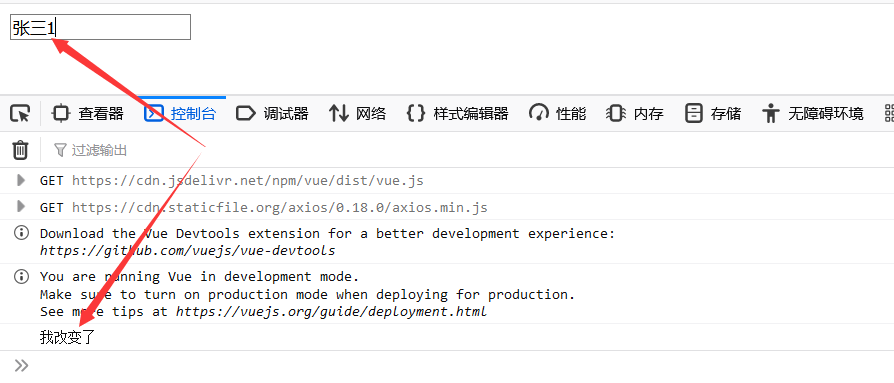 张三1
查看器 控制台 调试器 网络 样式编辑器 性能 内存 存储 无障碍环境
过滤输出
GET https://cdn.jsdelivr.net/npm/vue/dist/vue.js
GET https://cdn.staticfile.org/axios/0.18.0/axios.min.js
Download the Vue Devtools extension for a better development experience:
https://github.com/vuejs/vue-devtools
You are running Vue in development mode.
Make sure to turn on production mode when deploying for production.
See more tips at https://vuejs.org/guide/deployment.html
我改变了